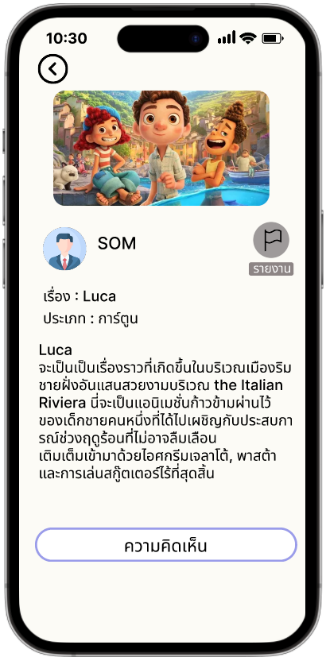 10:30
SOM
รายงาน
เรื่อง : Luca
ประเภท : การ์ตูน
Luca
จะเป็นเป็นเรื่องราวที่เกิดขึ้นในบริเวณเมืองริม
ชายฝั่งอันแสนสวยงามบริเวณ the Italian
Riviera นี่จะเป็นแอนิเมชั่นก้าวข้ามผ่านไว้
ของเด็กชายคนหนึ่งที่ได้ไปเผชิญกับประสบกา
รณ์ช่วงฤดูร้อนที่ไม่อาจลืมเลือน
เติมเต็มเข้ามาด้วยไอศกรีมเจลาโต้, พาสต้า
และการเล่นสกู๊ตเตอร์ไร้ที่สุดสิ้น
ความคิดเห็น